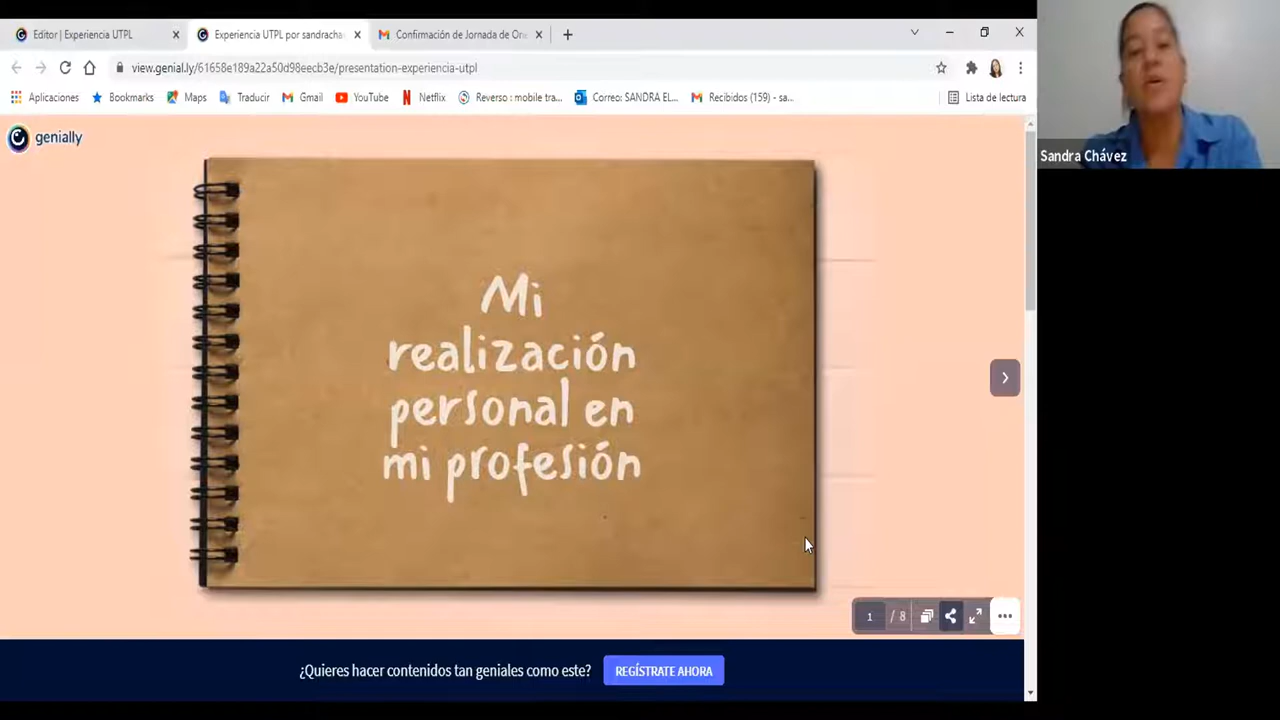 Editor | Experiencia UTPL
Experiencia UTPL por sandracha
Confirmación de Jornada de Orie
view.genial.ly/61658e189a22a50d98eecb3e/presentation-experiencia-utpl
Aplicaciones
Bookmarks
Maps
Traducir
Gmail
YouTube
Netflix
Reverso : mobile tra...
Correo: SANDRA EL...
Recibidos (159) - sa...
Lista de lectura
genially
Sandra Chávez
Mi
realización
personal en
mi profesión
1 / 8
¿Quieres hacer contenidos tan geniales como este? REGÍSTRATE AHORA